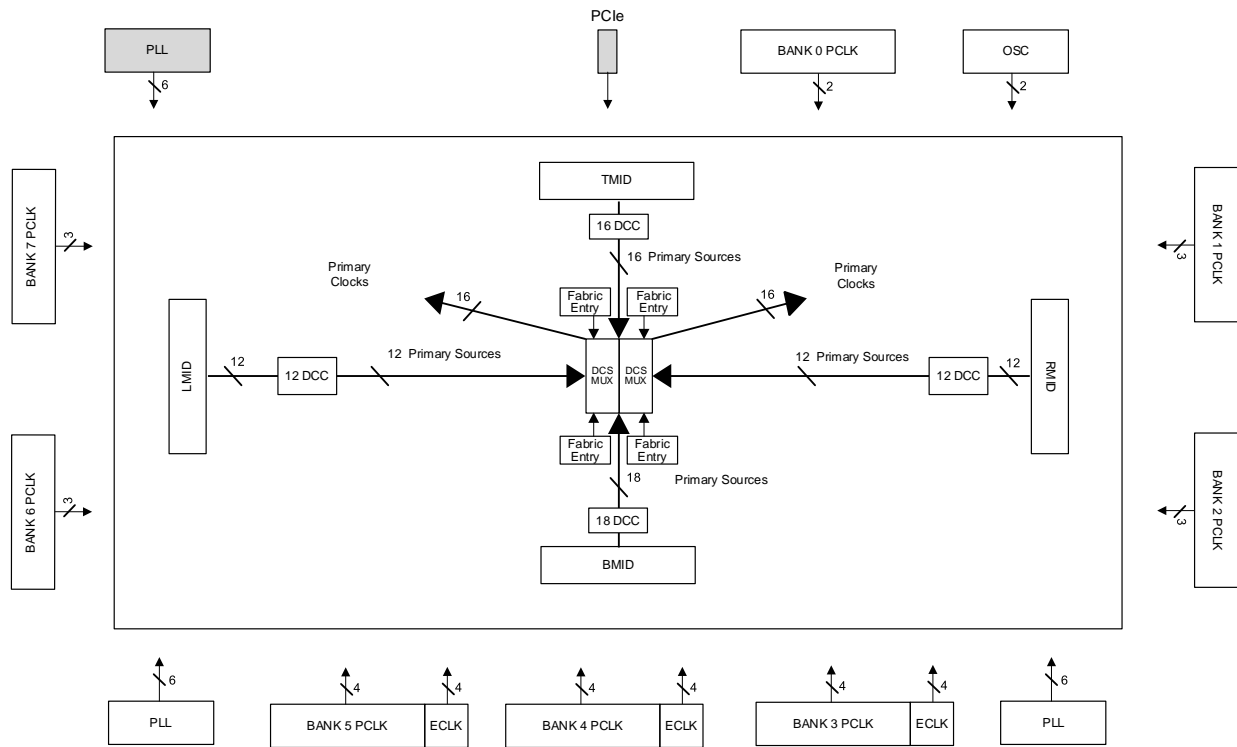 PCIe
PLL
BANK 0 PCLK
OSC
6
2
2
TMID
BANK 7 PCLK
3
BANK 1 PCLK
3
16 DCC
16 Primary Sources
Primary
Clocks
Primary
Clocks
16
Fabric
Entry
Fabric
Entry
16
LMID
12
12 DCC
12 Primary Sources
DCS
MUX
DCS
MUX
12 Primary Sources
12 DCC
12
RMID
Fabric
Entry
Fabric
Entry
BANK 6 PCLK
3
BANK 2 PCLK
3
18
Primary Sources
18 DCC
BMID
6
4
4
4
4
4
4
6
PLL
BANK 5 PCLK
ECLK
BANK 4 PCLK
ECLK
BANK 3 PCLK
ECLK
PLL